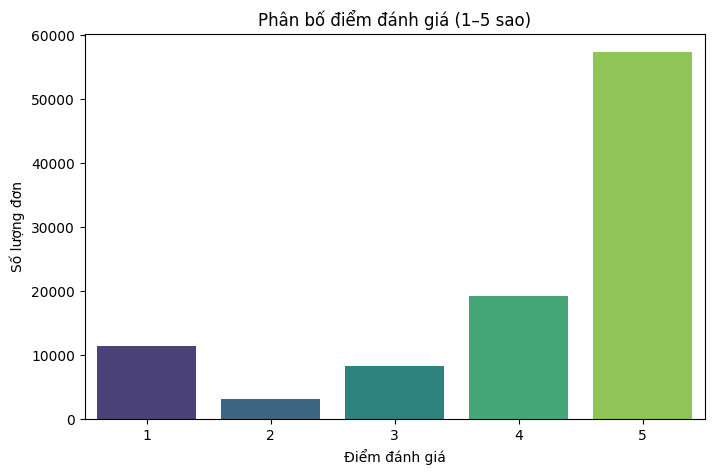 Phân bố điểm đánh giá (1–5 sao)
60000
50000
40000
30000
20000
10000
0
Số lượng đơn
1 2 3 4 5
Điểm đánh giá